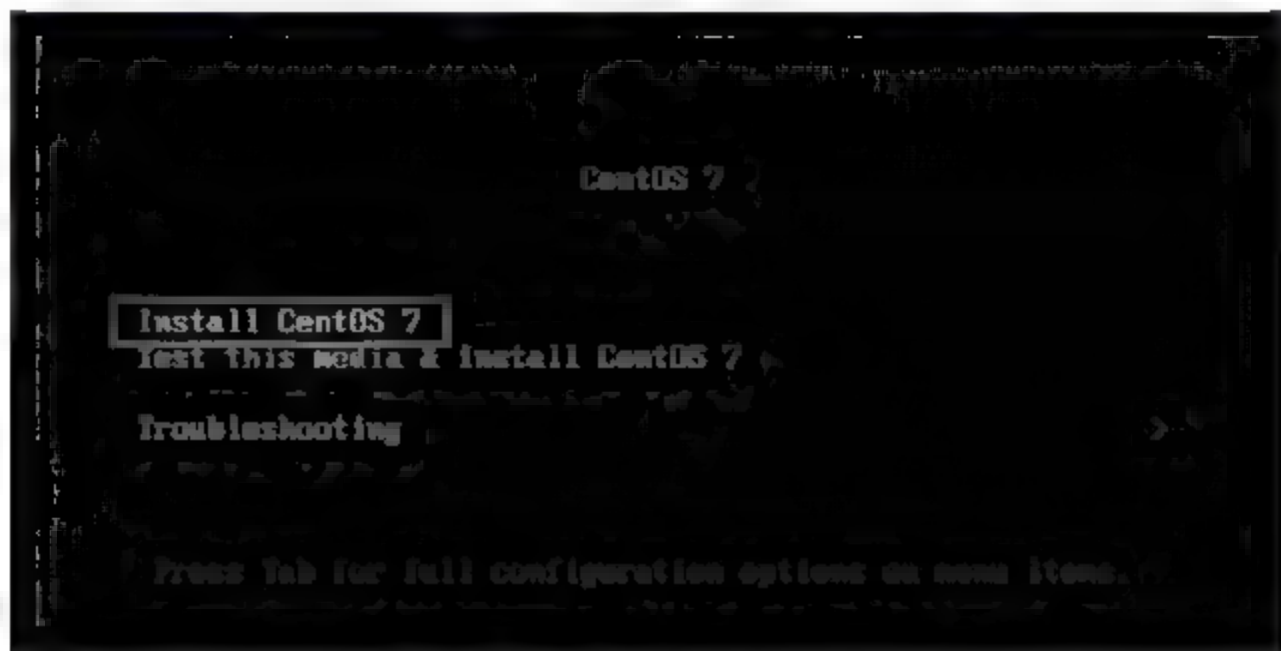 CentOS 7
Install CentOS 7
Test this media & install CentOS 7
Troubleshooting >
Press Tab for full configuration options on menu items.